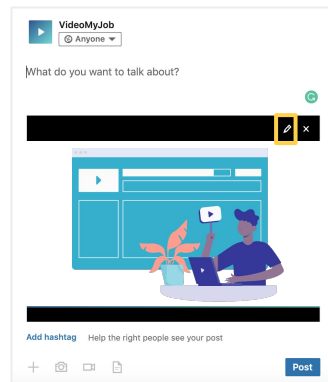 VideoMyJob
Anyone
What do you want to talk about?
Add hashtag Help the right people see your post
Post